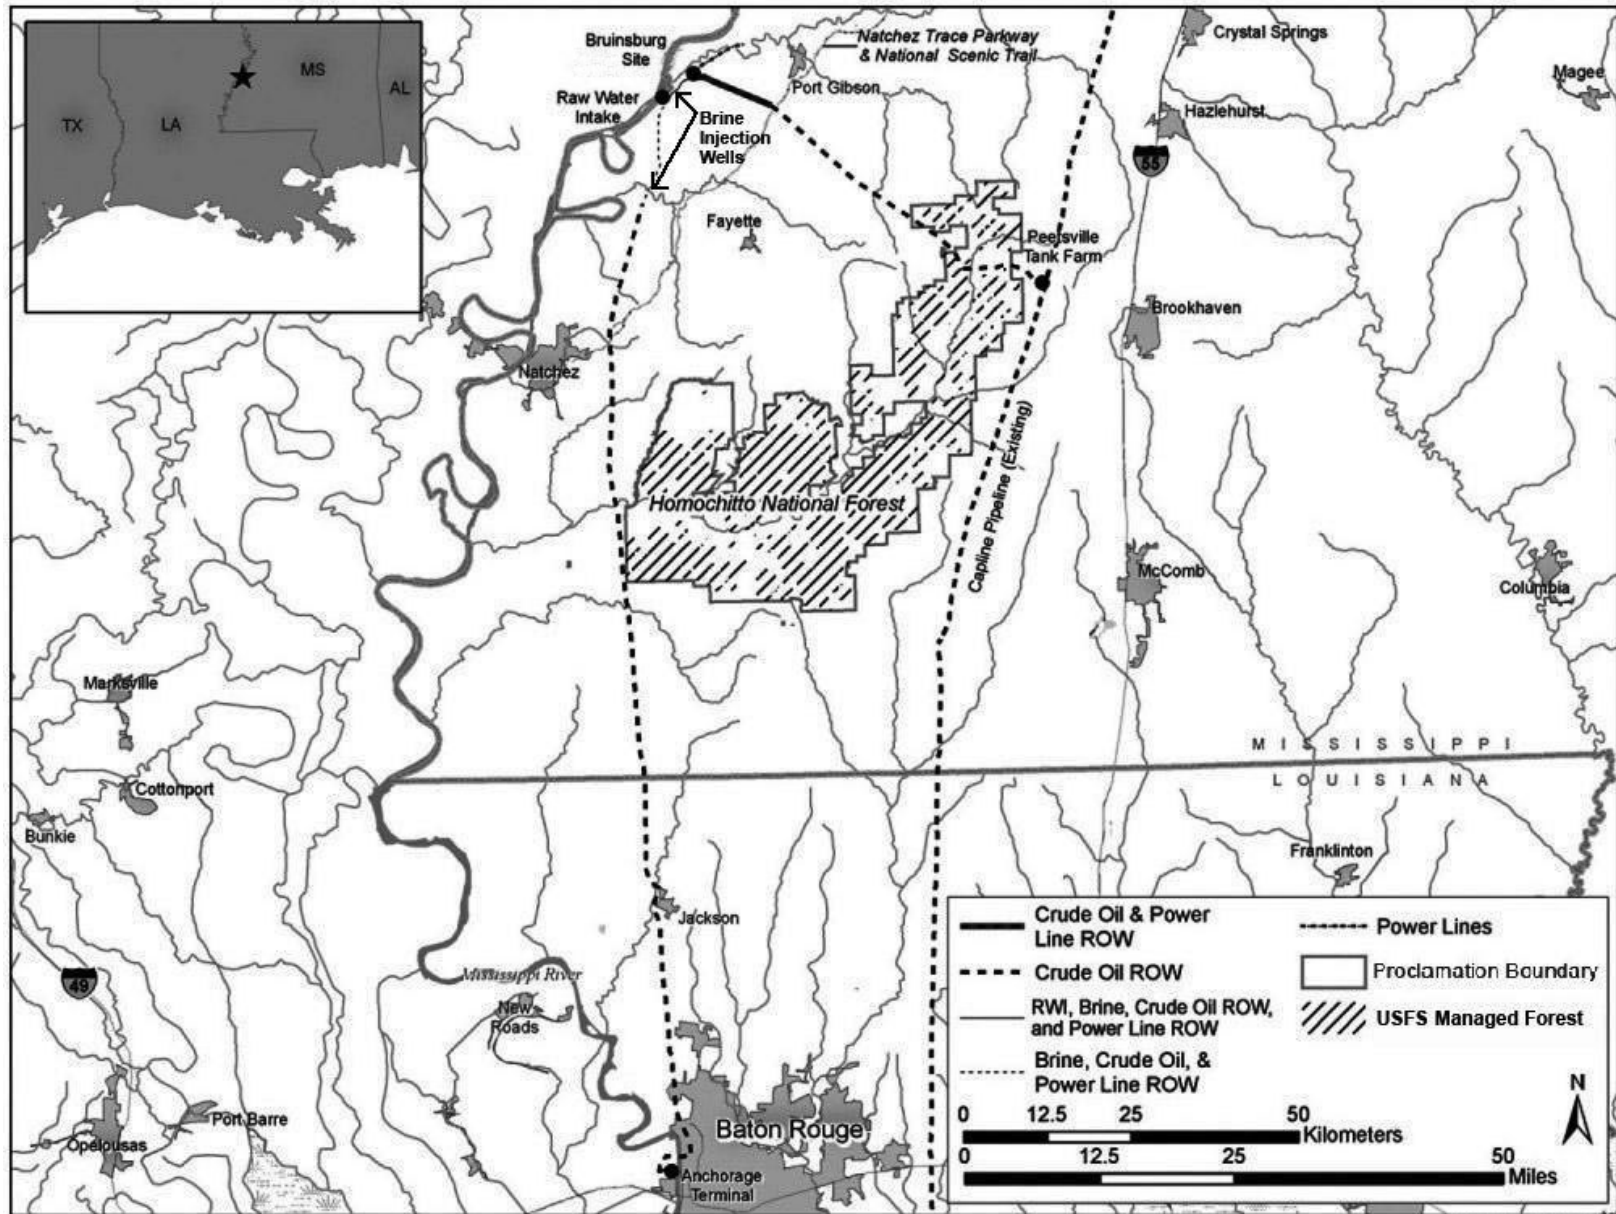 TX
LA
MS
AL
Bruinsburg
Site
Raw Water
Intake
Brine
Injection
Wells
Natchez Trace Parkway
& National Scenic Trail
Port Gibson
Crystal Springs
Magee
Hazlehurst
55
Fayette
Peetsville
Tank Farm
Brookhaven
Natchez
Homochitto National Forest
Capline Pipeline (Existing)
McComb
Columbia
Marksville
Cottonport
Bunkie
MISSISSIPPI
LOUISIANA
Franklinton
Jackson
Mississippi River
New
Roads
49
Port Barre
Opelousas
Baton Rouge
Anchorage
Terminal
Crude Oil & Power
Line ROW
Crude Oil ROW
RWI, Brine, Crude Oil ROW,
and Power Line ROW
Brine, Crude Oil, &
Power Line ROW
Power Lines
Proclamation Boundary
USFS Managed Forest
N
0 12.5 25 50
Kilometers
0 12.5 25 50
Miles